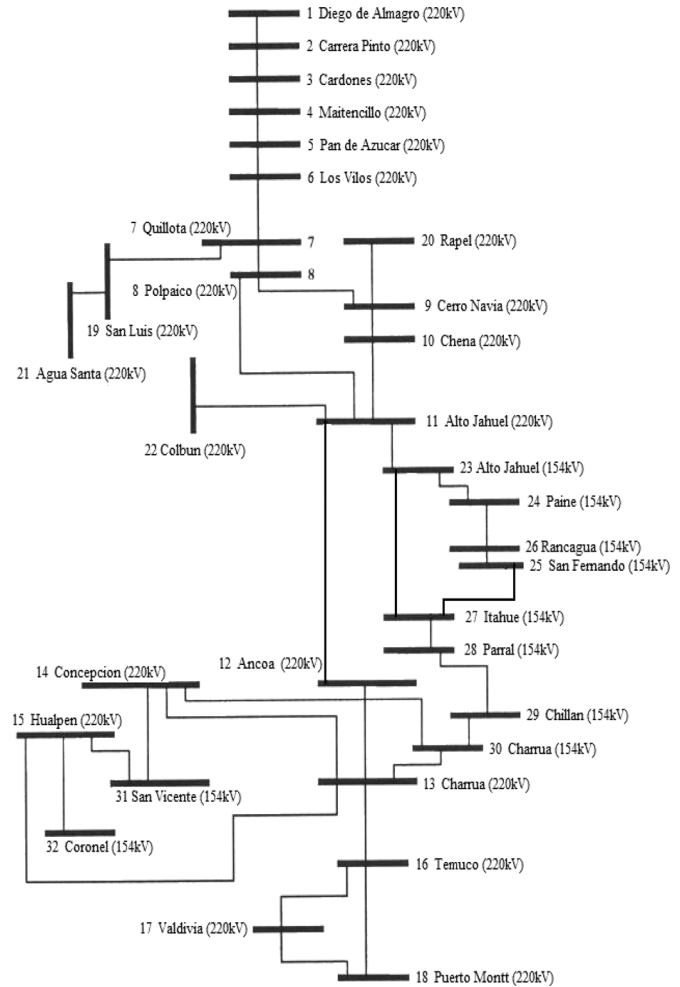 1 Diego de Almagro (220kV)
2 Carrera Pinto (220kV)
3 Cardones (220kV)
4 Maitencillo (220kV)
5 Pan de Azucar (220kV)
6 Los Vilos (220kV)
7 Quillota (220kV)
7
20 Rapel (220kV)
8
8 Polpaico (220kV)
9 Cerro Navia (220kV)
19 San Luis (220kV)
10 Chena (220kV)
21 Agua Santa (220kV)
11 Alto Jahuel (220kV)
22 Colbun (220kV)
23 Alto Jahuel (154kV)
24 Paine (154kV)
26 Rancagua (154kV)
25 San Fernando (154kV)
27 Itahue (154kV)
28 Parral (154kV)
12 Ancoa (220kV)
14 Concepcion (220kV)
29 Chillan (154kV)
15 Hualpen (220kV)
30 Charrua (154kV)
13 Charrua (220kV)
31 San Vicente (154kV)
32 Coronel (154kV)
16 Temuco (220kV)
17 Valdivia (220kV)
18 Puerto Montt (220kV)